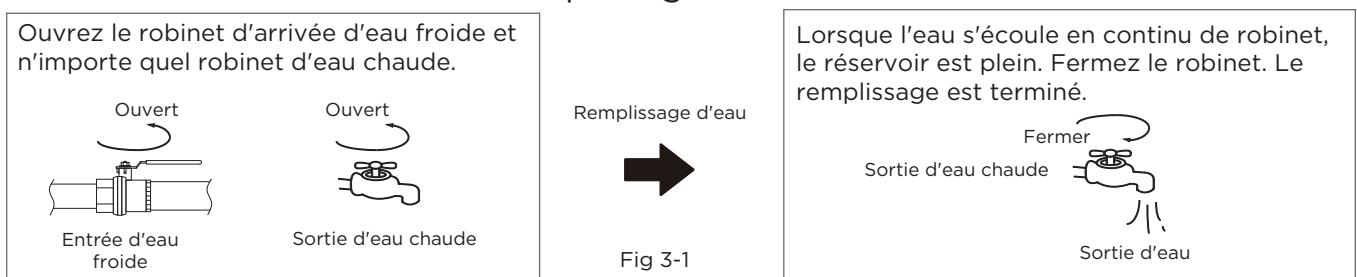 Ouvrez le robinet d'arrivée d'eau froide et
n'importe quel robinet d'eau chaude.
Ouvert
Ouvert
Entrée d'eau
froide
Sortie d'eau chaude
Remplissage d'eau
Fig 3-1
Lorsque l'eau s'écoule en continu de robinet,
le réservoir est plein. Fermez le robinet. Le
remplissage est terminé.
Fermer
Sortie d'eau chaude
Sortie d'eau